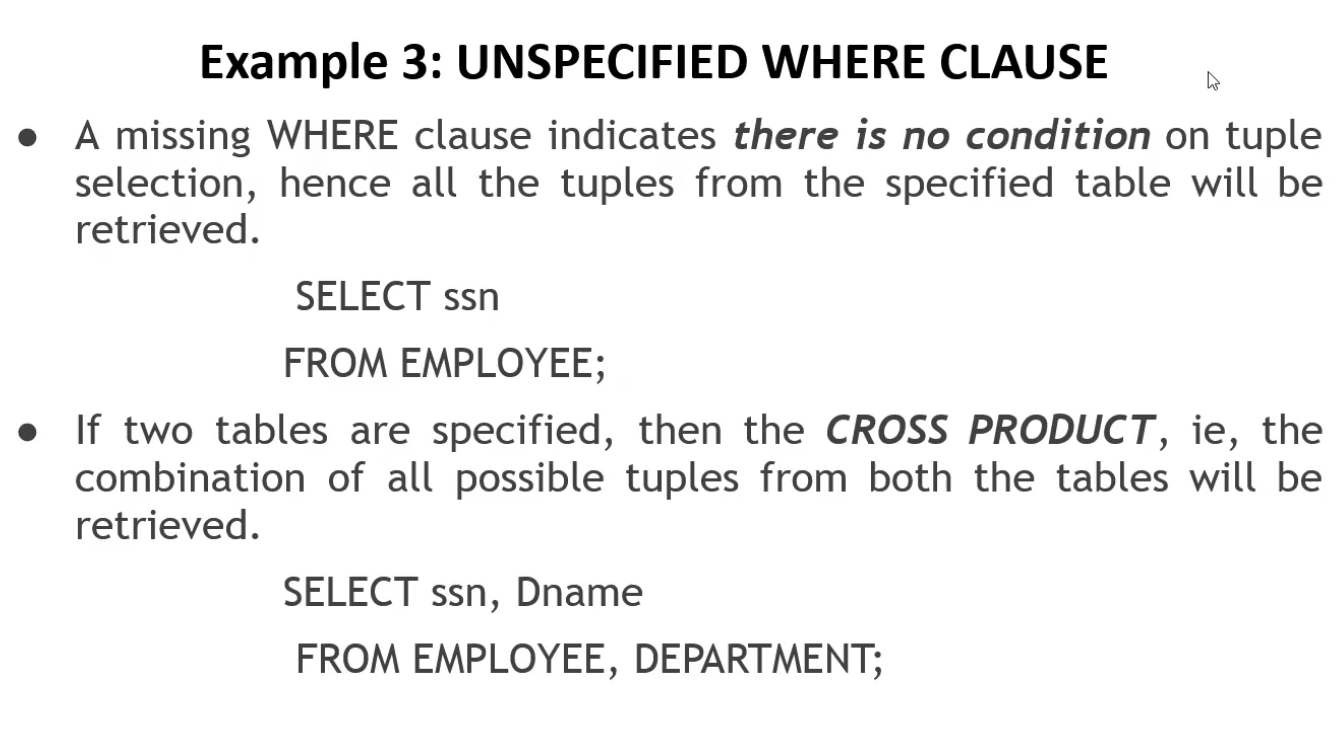 Example 3: UNSPECIFIED WHERE CLAUSE
● A missing WHERE clause indicates there is no condition on tuple
selection, hence all the tuples from the specified table will be
retrieved.
SELECT ssn
FROM EMPLOYEE;
● If two tables are specified, then the CROSS PRODUCT, ie, the
combination of all possible tuples from both the tables will be
retrieved.
SELECT ssn, Dname
FROM EMPLOYEE, DEPARTMENT;